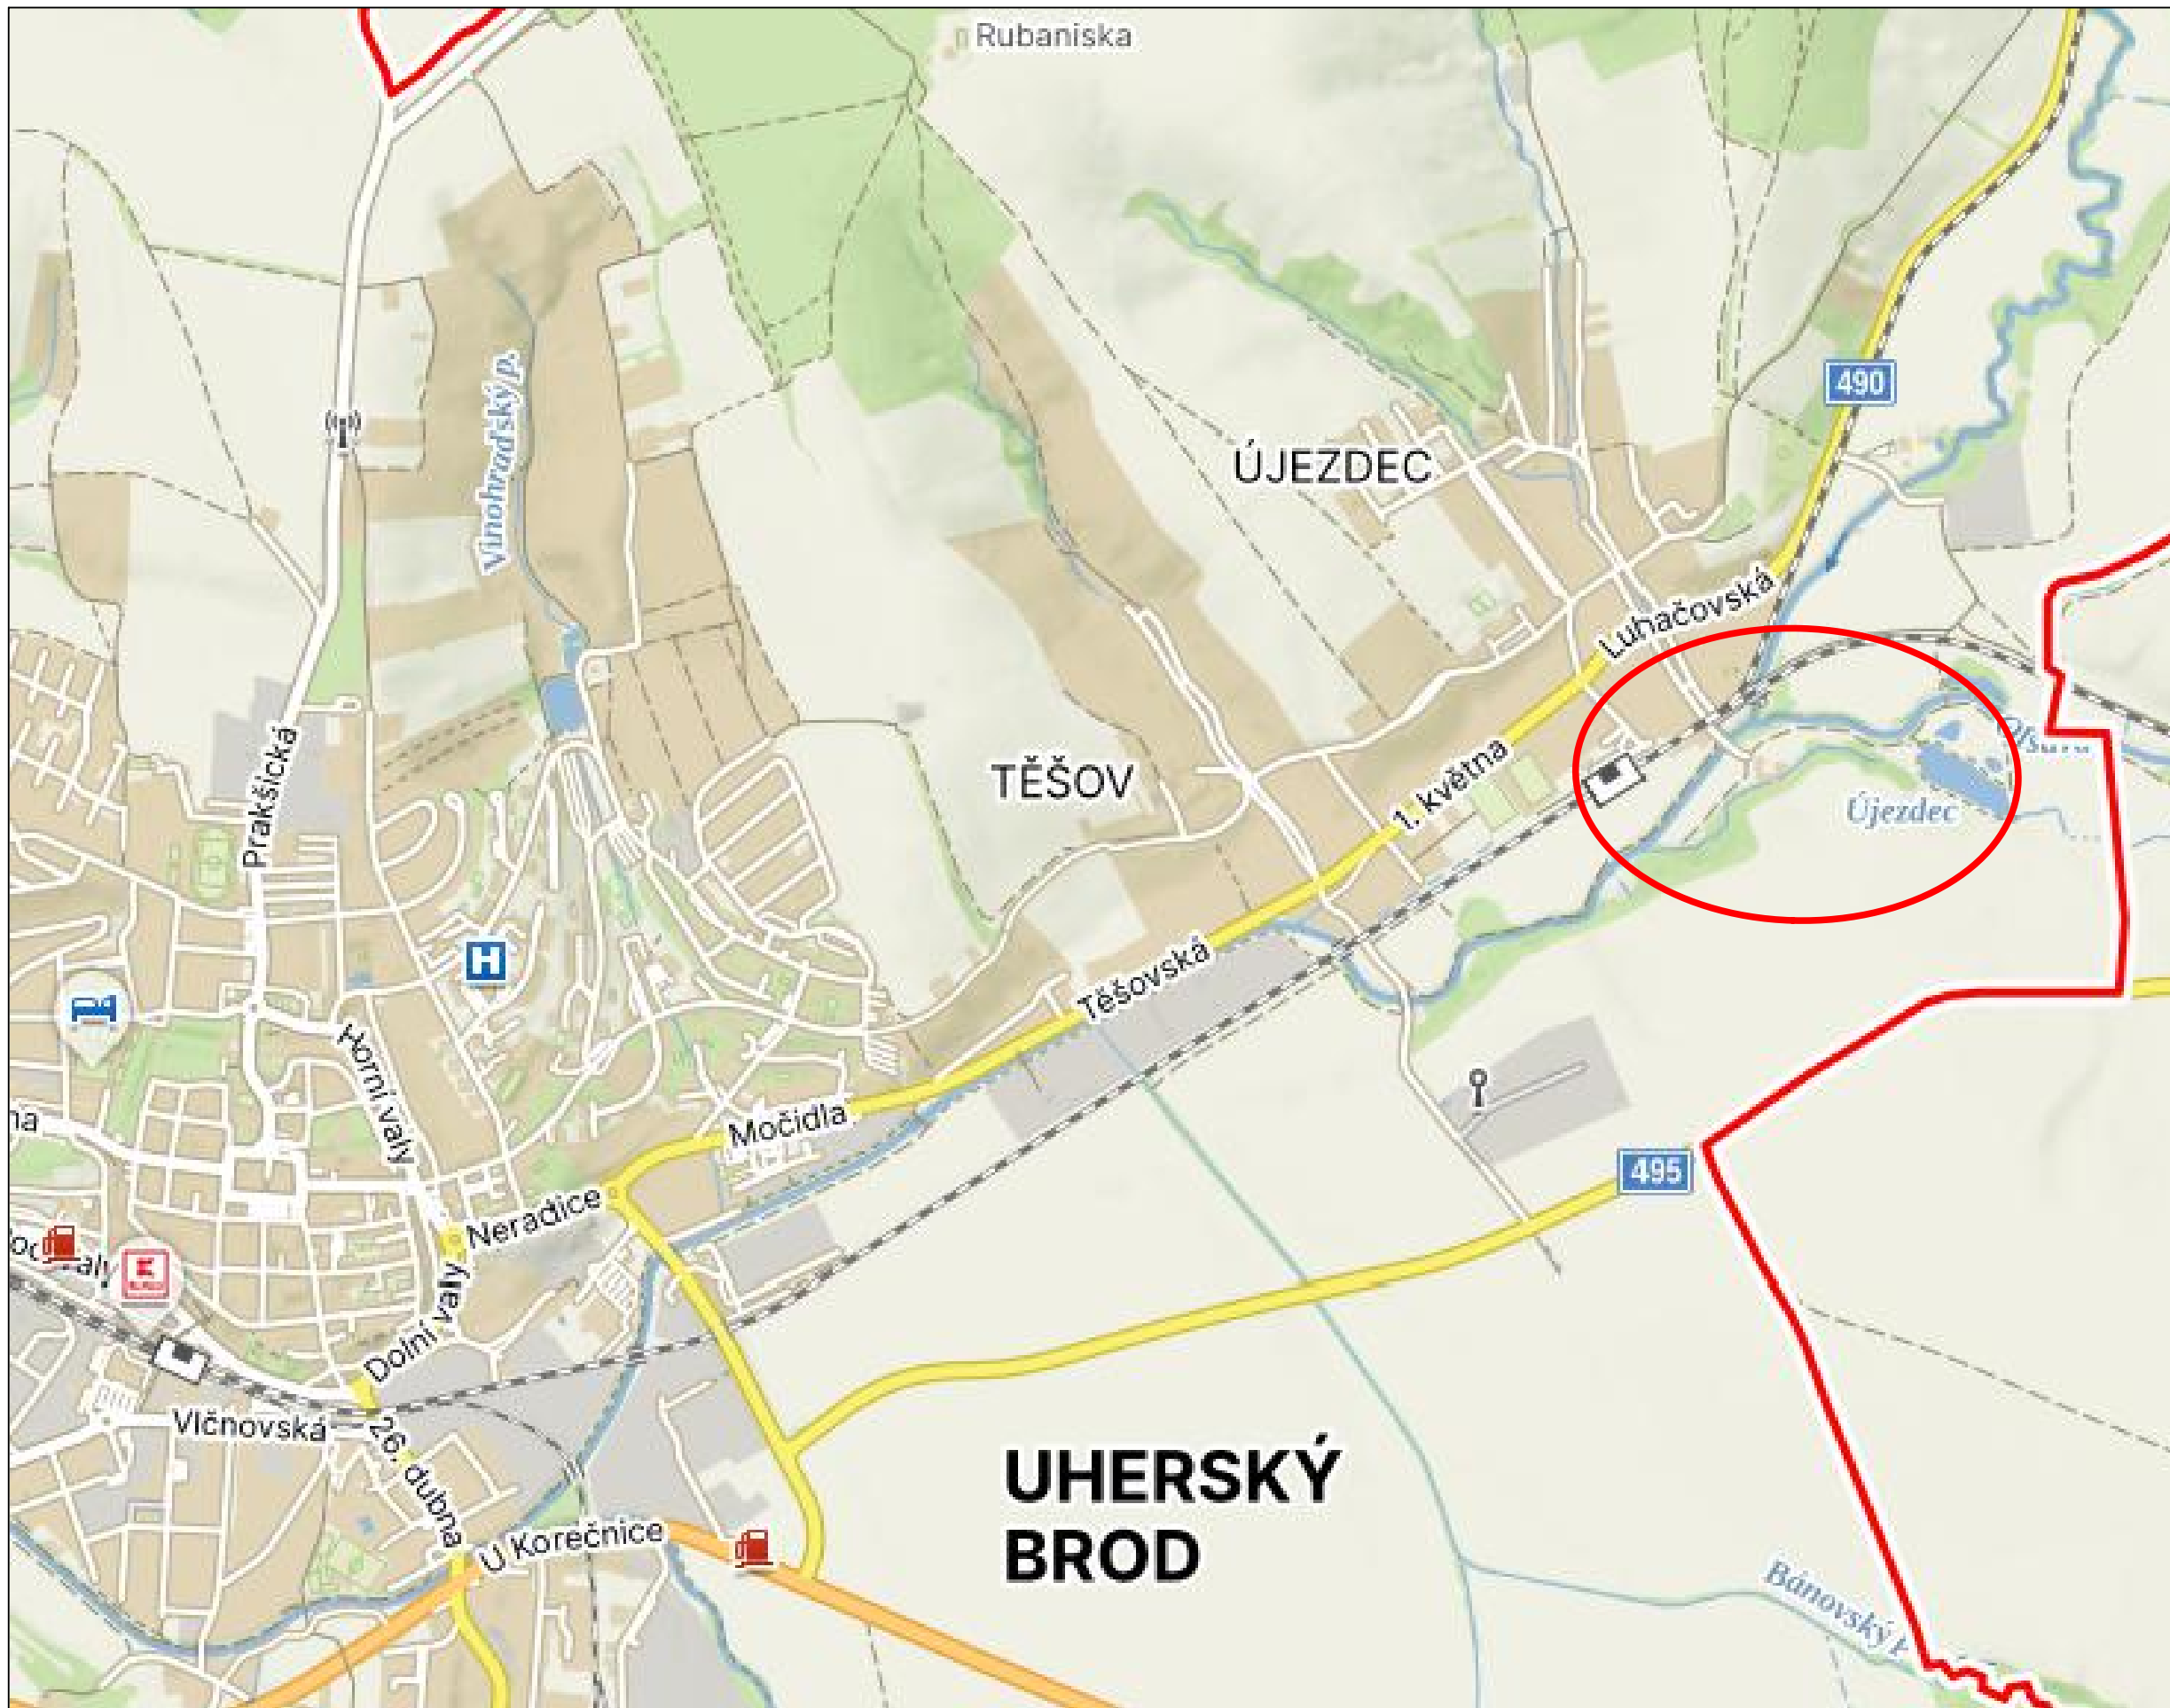 Rubaniska
490
Vinohradský p.
ÚJEZDEC
Luhačovská
Prakšická
TĚŠOV
1. května
Újezdec
H
Těšovská
Horní valy
Močidla
495
Neradice
K
Dolní valy
Vlčnovská
26. dubna
UHERSKÝ
BROD
U Korečnice
Bánovský